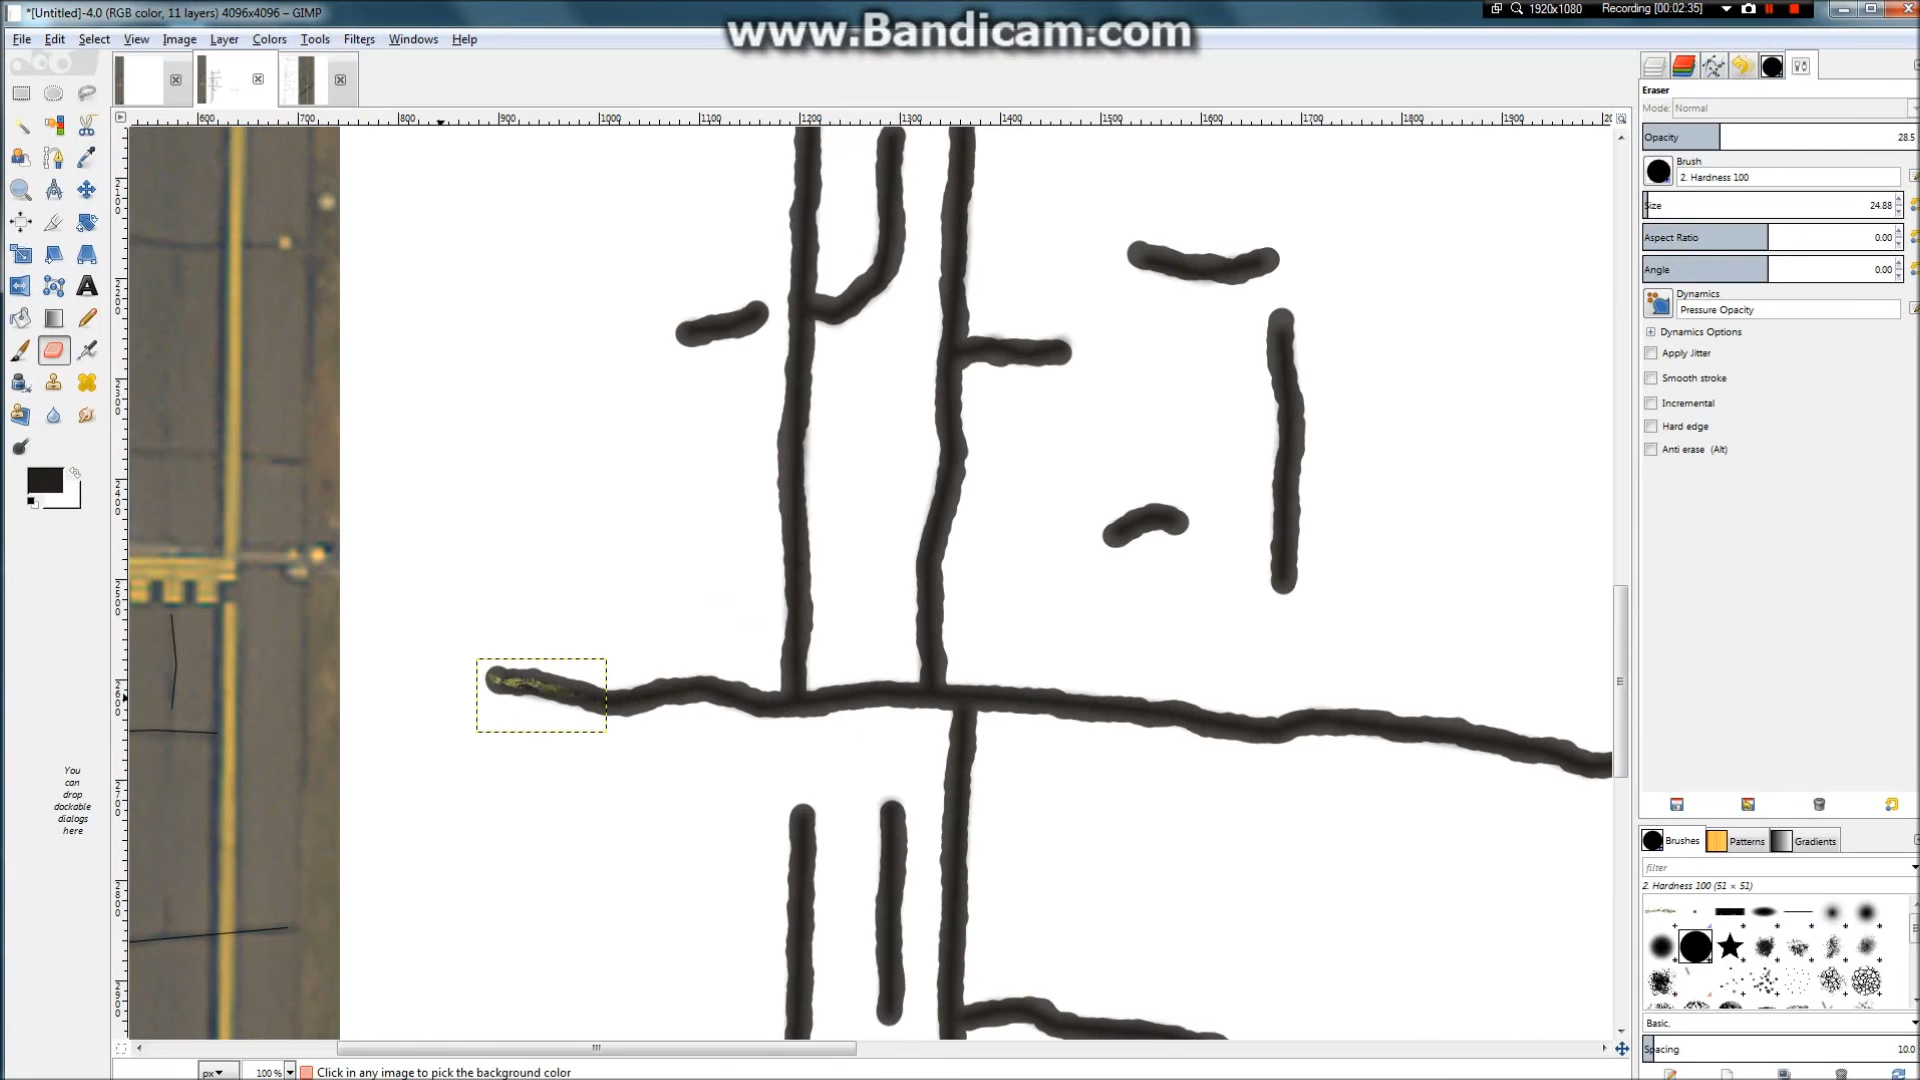 *[Untitled]-4.0 (RGB color, 11 layers) 4096x4096 – GIMP
www.Bandicam.com
1920x1080
Recording [00:02:35]
File Edit Select View Image Layer Colors Tools Filters Windows Help
600 700 800 900 1000 1100 1200 1300 1400 1500 1600 1700 1800 1900
Eraser
Mode: Normal
Opacity 28.5
Brush
2. Hardness 100
Size 24.88
Aspect Ratio 0.00
Angle 0.00
Dynamics
Pressure Opacity
Dynamics Options
Apply Jitter
Smooth stroke
Incremental
Hard edge
Anti erase (Alt)
You
can
drop
dockable
dialogs
here
Brushes Patterns Gradients
filter
2. Hardness 100 (51 × 51)
Basic,
Spacing 10.0
px 100 % Click in any image to pick the background color